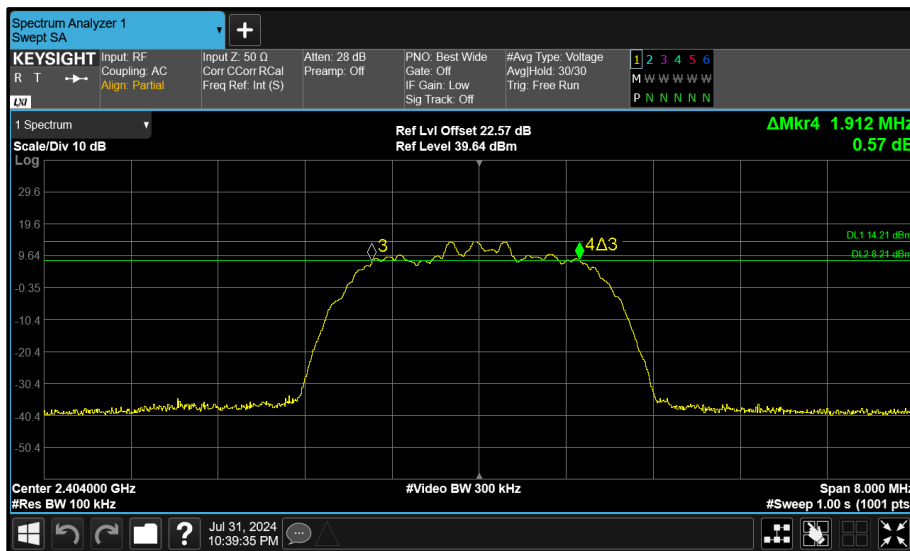 Spectrum Analyzer 1
Swept SA
+
KEYSIGHT
R T
LXI
Input: RF
Coupling: AC
Align: Partial
Input Z: 50 Ω
Corr CCorr RCal
Freq Ref: Int (S)
Atten: 28 dB
Preamp: Off
PNO: Best Wide
Gate: Off
IF Gain: Low
Sig Track: Off
#Avg Type: Voltage
Avg|Hold: 30/30
Trig: Free Run
1 2 3 4 5 6
M W W W W W
P N N N N N
1 Spectrum
Scale/Div 10 dB
Ref Lvl Offset 22.57 dB
Ref Level 39.64 dBm
ΔMkr4 1.912 MHz
0.57 dB
Log
29.6
19.6
9.64
-0.35
-10.4
-20.4
-30.4
-40.4
-50.4
3
4Δ3
DL1 14.21 dBm
DL2 8.21 dBm
Center 2.404000 GHz
#Res BW 100 kHz
#Video BW 300 kHz
Span 8.000 MHz
#Sweep 1.00 s (1001 pts
?
Jul 31, 2024
10:39:35 PM